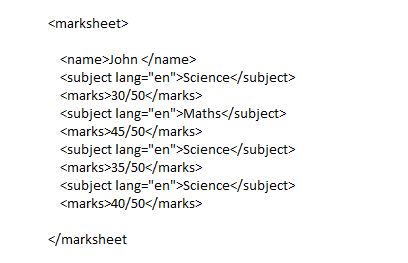 <marksheet>
<name>John </name>
<subject lang="en">Science</subject>
<marks>30/50</marks>
<subject lang="en">Maths</subject>
<marks>45/50</marks>
<subject lang="en">Science</subject>
<marks>35/50</marks>
<subject lang="en">Science</subject>
<marks>40/50</marks>
</marksheet